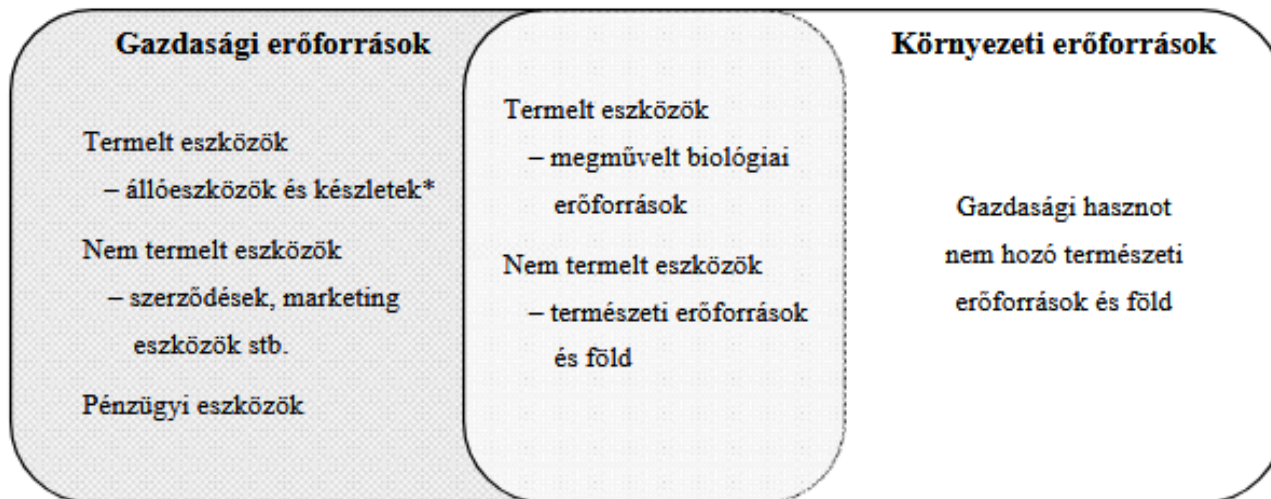 Gazdasági erőforrások
Termelt eszközök
– állóeszközök és készletek*
Nem termelt eszközök
– szerződések, marketing
eszközök stb.
Pénzügyi eszközök
Termelt eszközök
– megművelt biológiai
erőforrások
Nem termelt eszközök
– természeti erőforrások
és föld
Környezeti erőforrások
Gazdasági hasznot
nem hozó természeti
erőforrások és föld